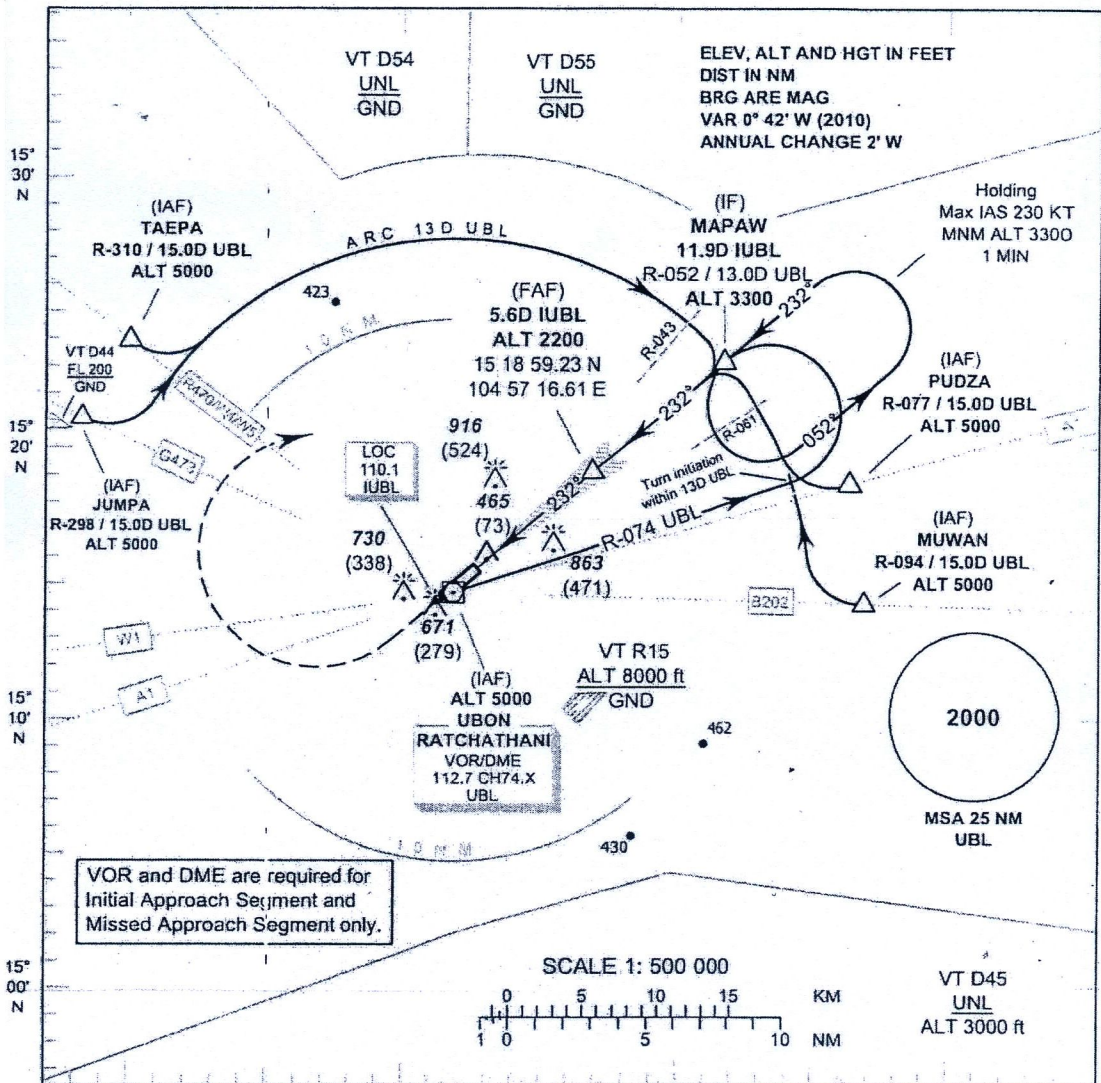 VT D54
UNL
GND
VT D55
UNL
GND
ELEV, ALT AND HGT IN FEET
DIST IN NM
BRG ARE MAG
VAR 0° 42' W (2010)
ANNUAL CHANGE 2' W
15°
30'
N
(IAF)
TAEPA
R-310 / 15.0D UBL
ALT 5000
ARC 13D UBL
(IF)
MAPAW
11.9D IUBL
R-052 / 13.0D UBL
ALT 3300
Holding
Max IAS 230 KT
MNM ALT 3300
1 MIN
423
(FAF)
5.6D IUBL
ALT 2200
15 18 59.23 N
104 57 16.61 E
10 NM
R-043
232°
VT D44
FL 200
GND
(IAF)
PUDZA
R-077 / 15.0D UBL
ALT 5000
15°
20'
N
G473
232°
052°
R-061
A1
916
(524)
LOC
110.1
IUBL
465
(73)
232°
Turn initiation
within 13D UBL
R-074 UBL
(IAF)
JUMPA
R-298 / 15.0D UBL
ALT 5000
(IAF)
MUWAN
R-094 / 15.0D UBL
ALT 5000
730
(338)
863
(471)
B202
W1
671
(279)
A1
VT R15
ALT 8000 ft
GND
15°
10'
N
(IAF)
ALT 5000
UBON
RATCHATHANI
VOR/DME
112.7 CH74.X
UBL
462
2000
MSA 25 NM
UBL
10 NM
430
VOR and DME are required for
Initial Approach Segment and
Missed Approach Segment only.
15°
00'
N
SCALE 1: 500 000
0 5 10 15 KM
1 0 5 10 NM
VT D45
UNL
ALT 3000 ft